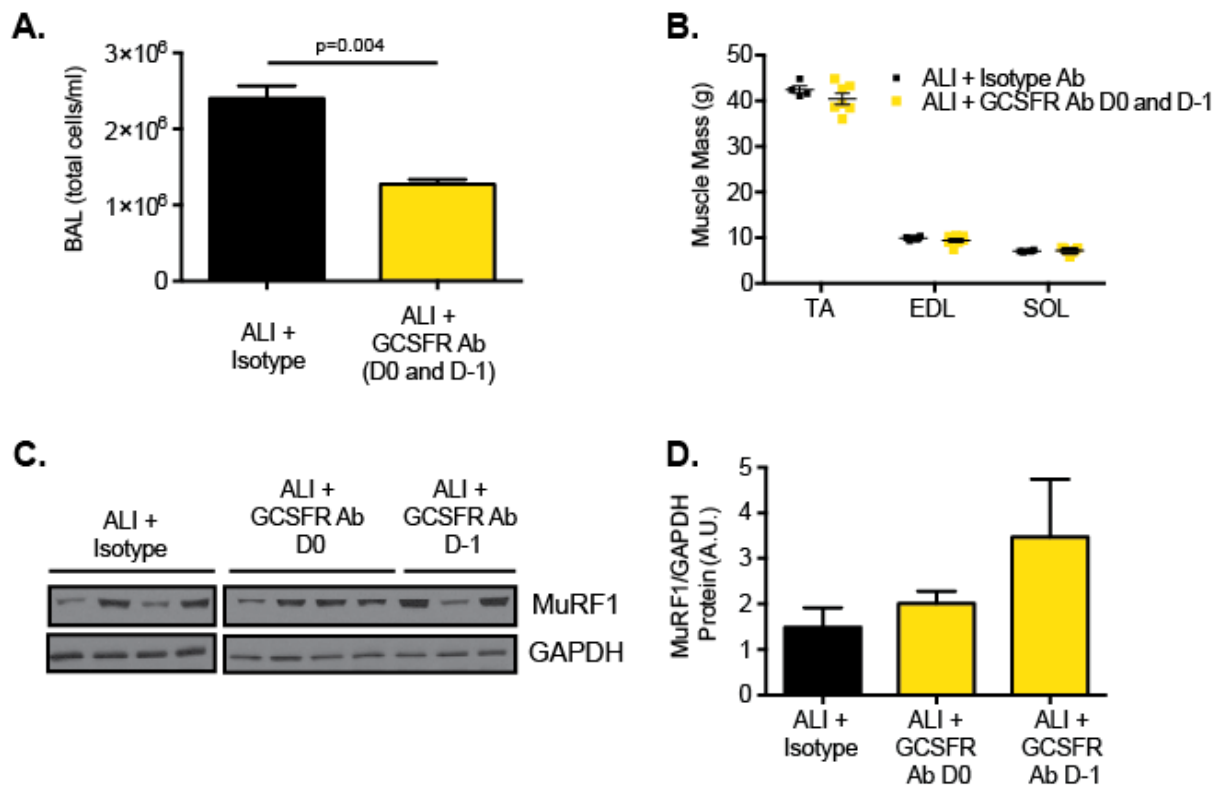 A.
3×10⁶
2×10⁶
1×10⁶
0
BAL (total cells/ml)
p=0.004
ALI +
Isotype
ALI +
GCSFR Ab
(D0 and D-1)
B.
50
40
30
20
10
0
Muscle Mass (g)
ALI + Isotype Ab
ALI + GCSFR Ab D0 and D-1
TA
EDL
SOL
C.
ALI +
Isotype
ALI +
GCSFR Ab
D0
ALI +
GCSFR Ab
D-1
MuRF1
GAPDH
D.
5
4
3
2
1
0
MuRF1/GAPDH
Protein (A.U.)
ALI +
Isotype
ALI +
GCSFR
Ab D0
ALI +
GCSFR
Ab D-1